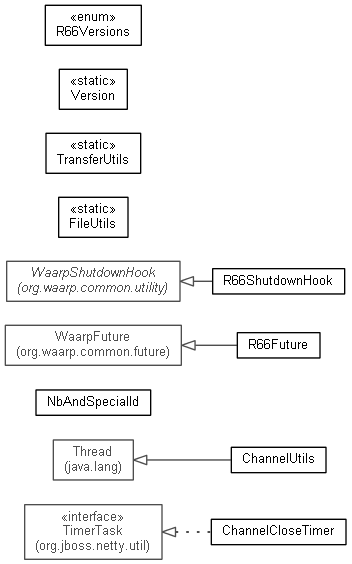 «enum»
R66Versions
«static»
Version
«static»
TransferUtils
«static»
FileUtils
WaarpShutdownHook
(org.waarp.common.utility)
R66ShutdownHook
WaarpFuture
(org.waarp.common.future)
R66Future
NbAndSpecialId
Thread
(java.lang)
ChannelUtils
«interface»
TimerTask
(org.jboss.netty.util)
ChannelCloseTimer